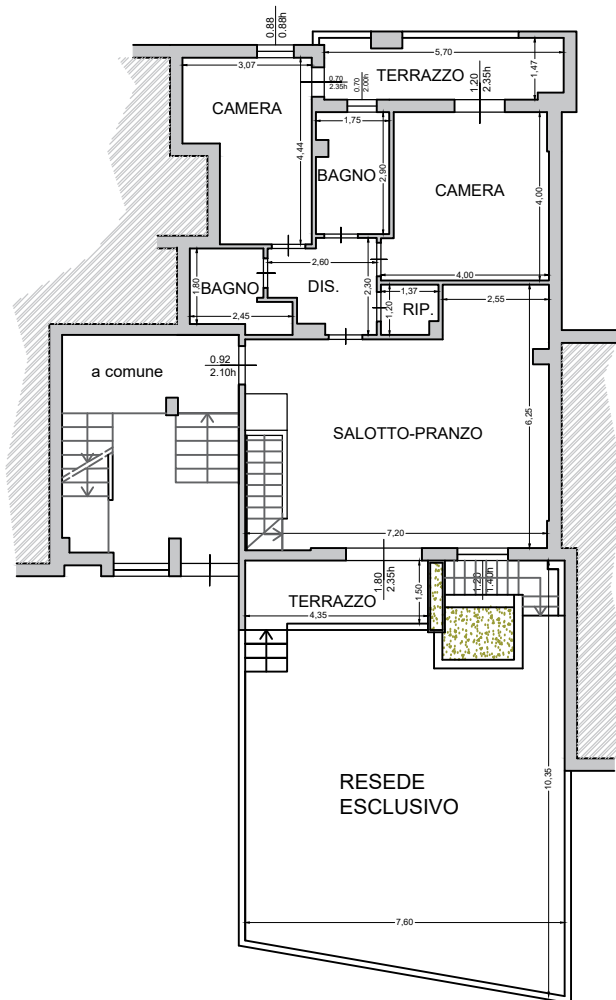 0.88
0.88h
5,70
3,07
TERRAZZO
1,47
0.70
2.35h
0.70
2.00h
1.20
2.35h
CAMERA
1,75
4,44
BAGNO
2,90
CAMERA
4,00
4,00
2,60
1,80
BAGNO
DIS.
2,30
1,37
RIP.
1,20
2,55
2,45
0.92
2.10h
a comune
SALOTTO-PRANZO
6,25
7,20
1.80
2.35h
1,50
1.20
1.40h
TERRAZZO
4,35
RESEDE
ESCLUSIVO
10,35
7,60